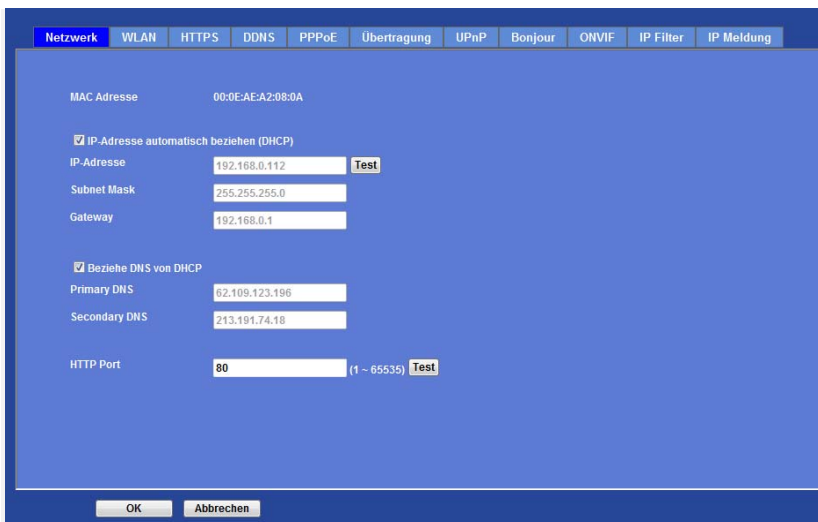 Netzwerk WLAN HTTPS DDNS PPPoE Übertragung UPnP Bonjour ONVIF IP Filter IP Meldung
MAC Adresse 00:0E:AE:A2:08:0A
IP-Adresse automatisch beziehen (DHCP)
IP-Adresse 192.168.0.112 Test
Subnet Mask 255.255.255.0
Gateway 192.168.0.1
Beziehe DNS von DHCP
Primary DNS 62.109.123.196
Secondary DNS 213.191.74.18
HTTP Port 80 (1 ~ 65535) Test
OK Abbrechen